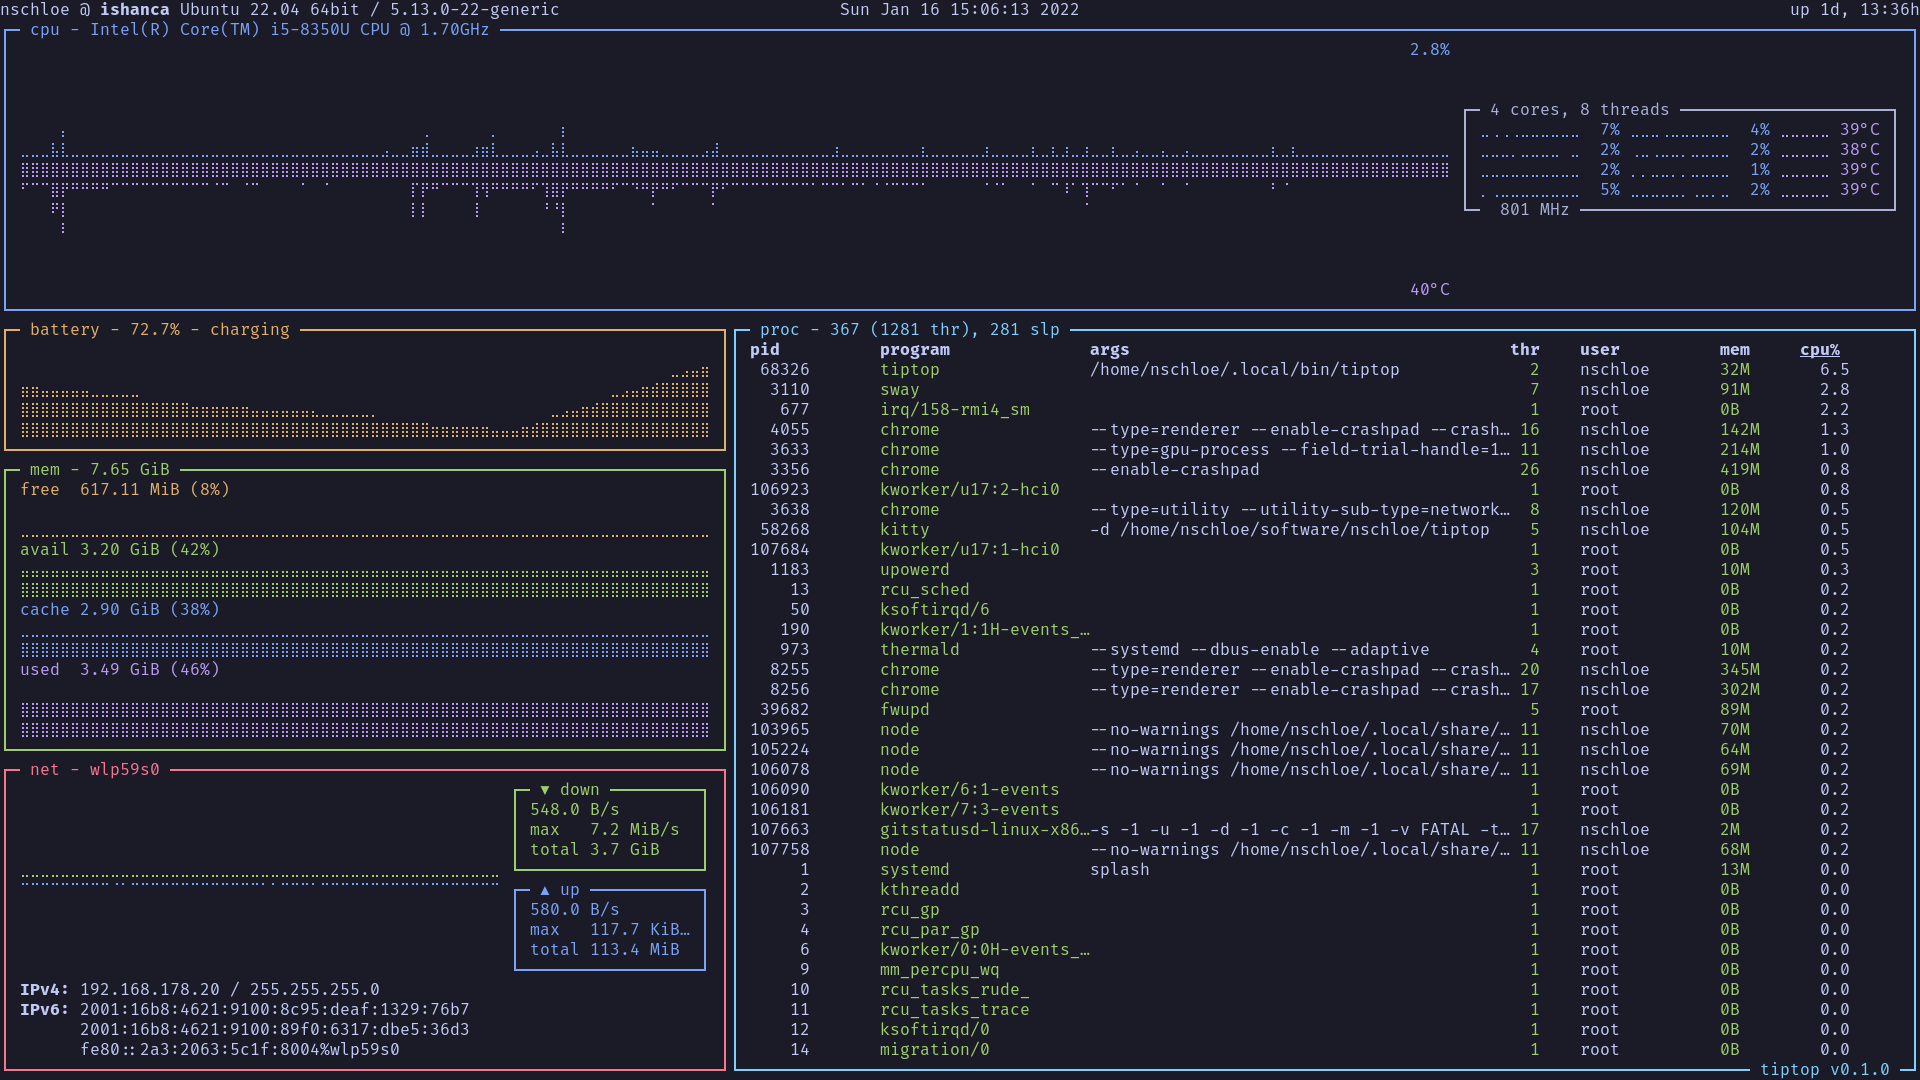 nschloe @ ishanca Ubuntu 22.04 64bit / 5.13.0-22-generic Sun Jan 16 15:06:13 2022 up 1d, 13:36h
cpu - Intel(R) Core(TM) i5-8350U CPU @ 1.70GHz
2.8%
4 cores, 8 threads
7% 4% 39°C
2% 2% 38°C
2% 1% 39°C
5% 2% 39°C
801 MHz
40°C
battery - 72.7% - charging
mem - 7.65 GiB
free 617.11 MiB (8%)
avail 3.20 GiB (42%)
cache 2.90 GiB (38%)
used 3.49 GiB (46%)
net - wlp59s0
▼ down
548.0 B/s
max 7.2 MiB/s
total 3.7 GiB
▲ up
580.0 B/s
max 117.7 KiB…
total 113.4 MiB
IPv4: 192.168.178.20 / 255.255.255.0
IPv6: 2001:16b8:4621:9100:8c95:deaf:1329:76b7
2001:16b8:4621:9100:89f0:6317:dbe5:36d3
fe80::2a3:2063:5c1f:8004%wlp59s0
proc - 367 (1281 thr), 281 slp
pid program args thr user mem cpu%
68326 tiptop /home/nschloe/.local/bin/tiptop 2 nschloe 32M 6.5
3110 sway 7 nschloe 91M 2.8
677 irq/158-rmi4_sm 1 root 0B 2.2
4055 chrome --type=renderer --enable-crashpad --crash… 16 nschloe 142M 1.3
3633 chrome --type=gpu-process --field-trial-handle=1… 11 nschloe 214M 1.0
3356 chrome --enable-crashpad 26 nschloe 419M 0.8
106923 kworker/u17:2-hci0 1 root 0B 0.8
3638 chrome --type=utility --utility-sub-type=network… 8 nschloe 120M 0.5
58268 kitty -d /home/nschloe/software/nschloe/tiptop 5 nschloe 104M 0.5
107684 kworker/u17:1-hci0 1 root 0B 0.5
1183 upowerd 3 root 10M 0.3
13 rcu_sched 1 root 0B 0.2
50 ksoftirqd/6 1 root 0B 0.2
190 kworker/1:1H-events_… 1 root 0B 0.2
973 thermald --systemd --dbus-enable --adaptive 4 root 10M 0.2
8255 chrome --type=renderer --enable-crashpad --crash… 20 nschloe 345M 0.2
8256 chrome --type=renderer --enable-crashpad --crash… 17 nschloe 302M 0.2
39682 fwupd 5 root 89M 0.2
103965 node --no-warnings /home/nschloe/.local/share/… 11 nschloe 70M 0.2
105224 node --no-warnings /home/nschloe/.local/share/… 11 nschloe 64M 0.2
106078 node --no-warnings /home/nschloe/.local/share/… 11 nschloe 69M 0.2
106090 kworker/6:1-events 1 root 0B 0.2
106181 kworker/7:3-events 1 root 0B 0.2
107663 gitstatusd-linux-x86… -s -1 -u -1 -d -1 -c -1 -m -1 -v FATAL -t… 17 nschloe 2M 0.2
107758 node --no-warnings /home/nschloe/.local/share/… 11 nschloe 68M 0.2
1 systemd splash 1 root 13M 0.0
2 kthreadd 1 root 0B 0.0
3 rcu_gp 1 root 0B 0.0
4 rcu_par_gp 1 root 0B 0.0
6 kworker/0:0H-events_… 1 root 0B 0.0
9 mm_percpu_wq 1 root 0B 0.0
10 rcu_tasks_rude_ 1 root 0B 0.0
11 rcu_tasks_trace 1 root 0B 0.0
12 ksoftirqd/0 1 root 0B 0.0
14 migration/0 1 root 0B 0.0
tiptop v0.1.0